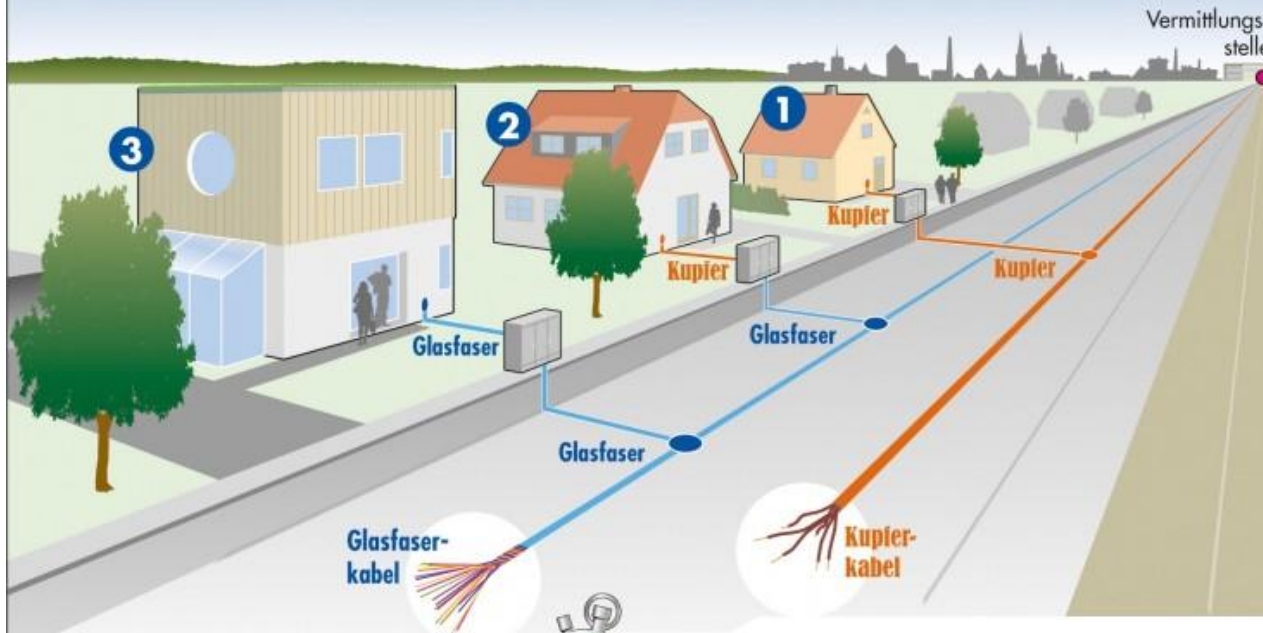 Vermittlungs-
stelle
1
2
3
Kupfer
Kupfer
Kupfer
Glasfaser
Glasfaser
Glasfaser
Glasfaser-
kabel
Kupfer-
kabel